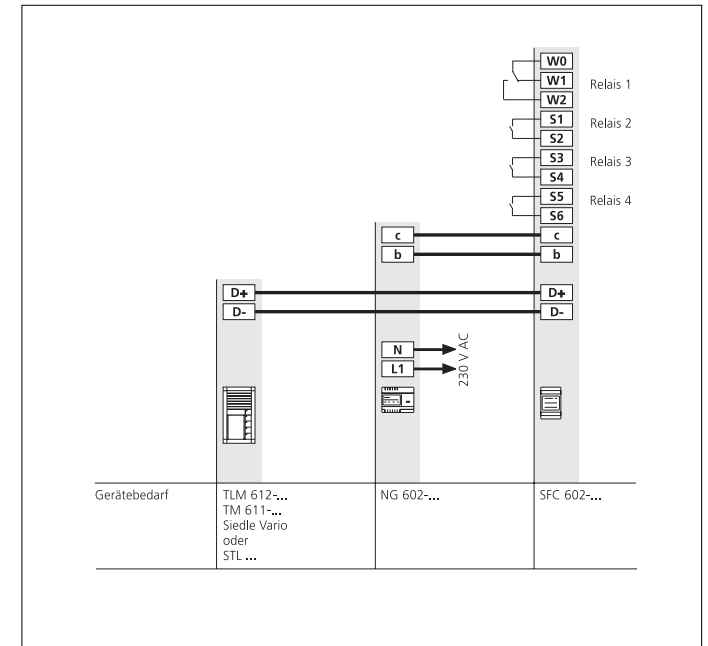 W0
W1
Relais 1
W2
S1
Relais 2
S2
S3
Relais 3
S4
S5
Relais 4
S6
c
c
b
b
D+
D+
D-
D-
N
L1
230 V AC
Gerätebedarf
TLM 612-...
TM 611-...
Siedle Vario
oder
STL ...
NG 602-...
SFC 602-...